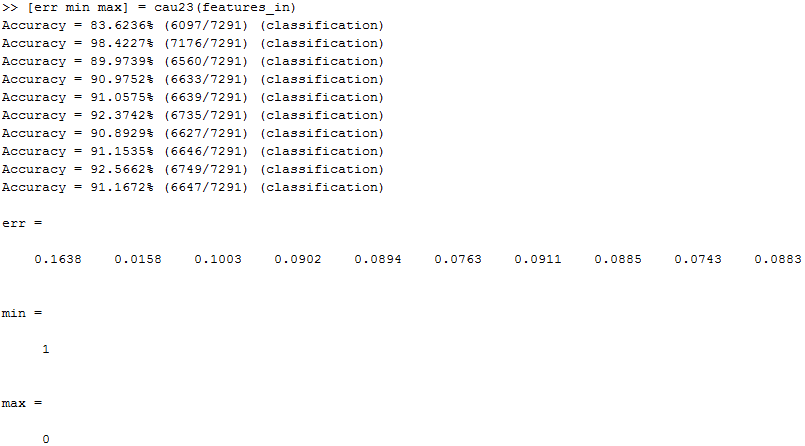 >> [err min max] = cau23(features_in)
Accuracy = 83.6236% (6097/7291) (classification)
Accuracy = 98.4227% (7176/7291) (classification)
Accuracy = 89.9739% (6560/7291) (classification)
Accuracy = 90.9752% (6633/7291) (classification)
Accuracy = 91.0575% (6639/7291) (classification)
Accuracy = 92.3742% (6735/7291) (classification)
Accuracy = 90.8929% (6627/7291) (classification)
Accuracy = 91.1535% (6646/7291) (classification)
Accuracy = 92.5662% (6749/7291) (classification)
Accuracy = 91.1672% (6647/7291) (classification)
err =
0.1638 0.0158 0.1003 0.0902 0.0894 0.0763 0.0911 0.0885 0.0743 0.0883
min =
1
max =
0